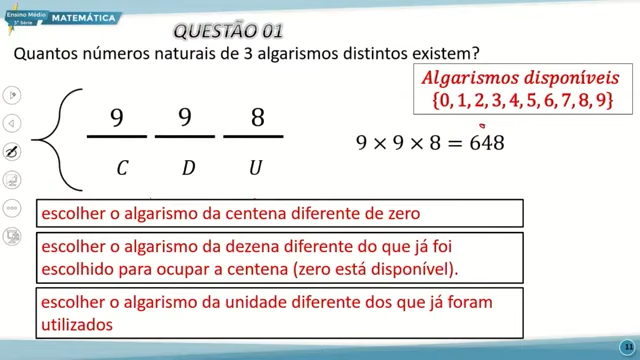 Ensino Médio
3ª Série
MATEMÁTICA
QUESTÃO 01
Quantos números naturais de 3 algarismos distintos existem?
Algarismos disponíveis
{0, 1, 2, 3, 4, 5, 6, 7, 8, 9}
9 9 8
C D U
9 × 9 × 8 = 648
escolher o algarismo da centena diferente de zero
escolher o algarismo da dezena diferente do que já foi
escolhido para ocupar a centena (zero está disponível).
escolher o algarismo da unidade diferente dos que já foram
utilizados
11